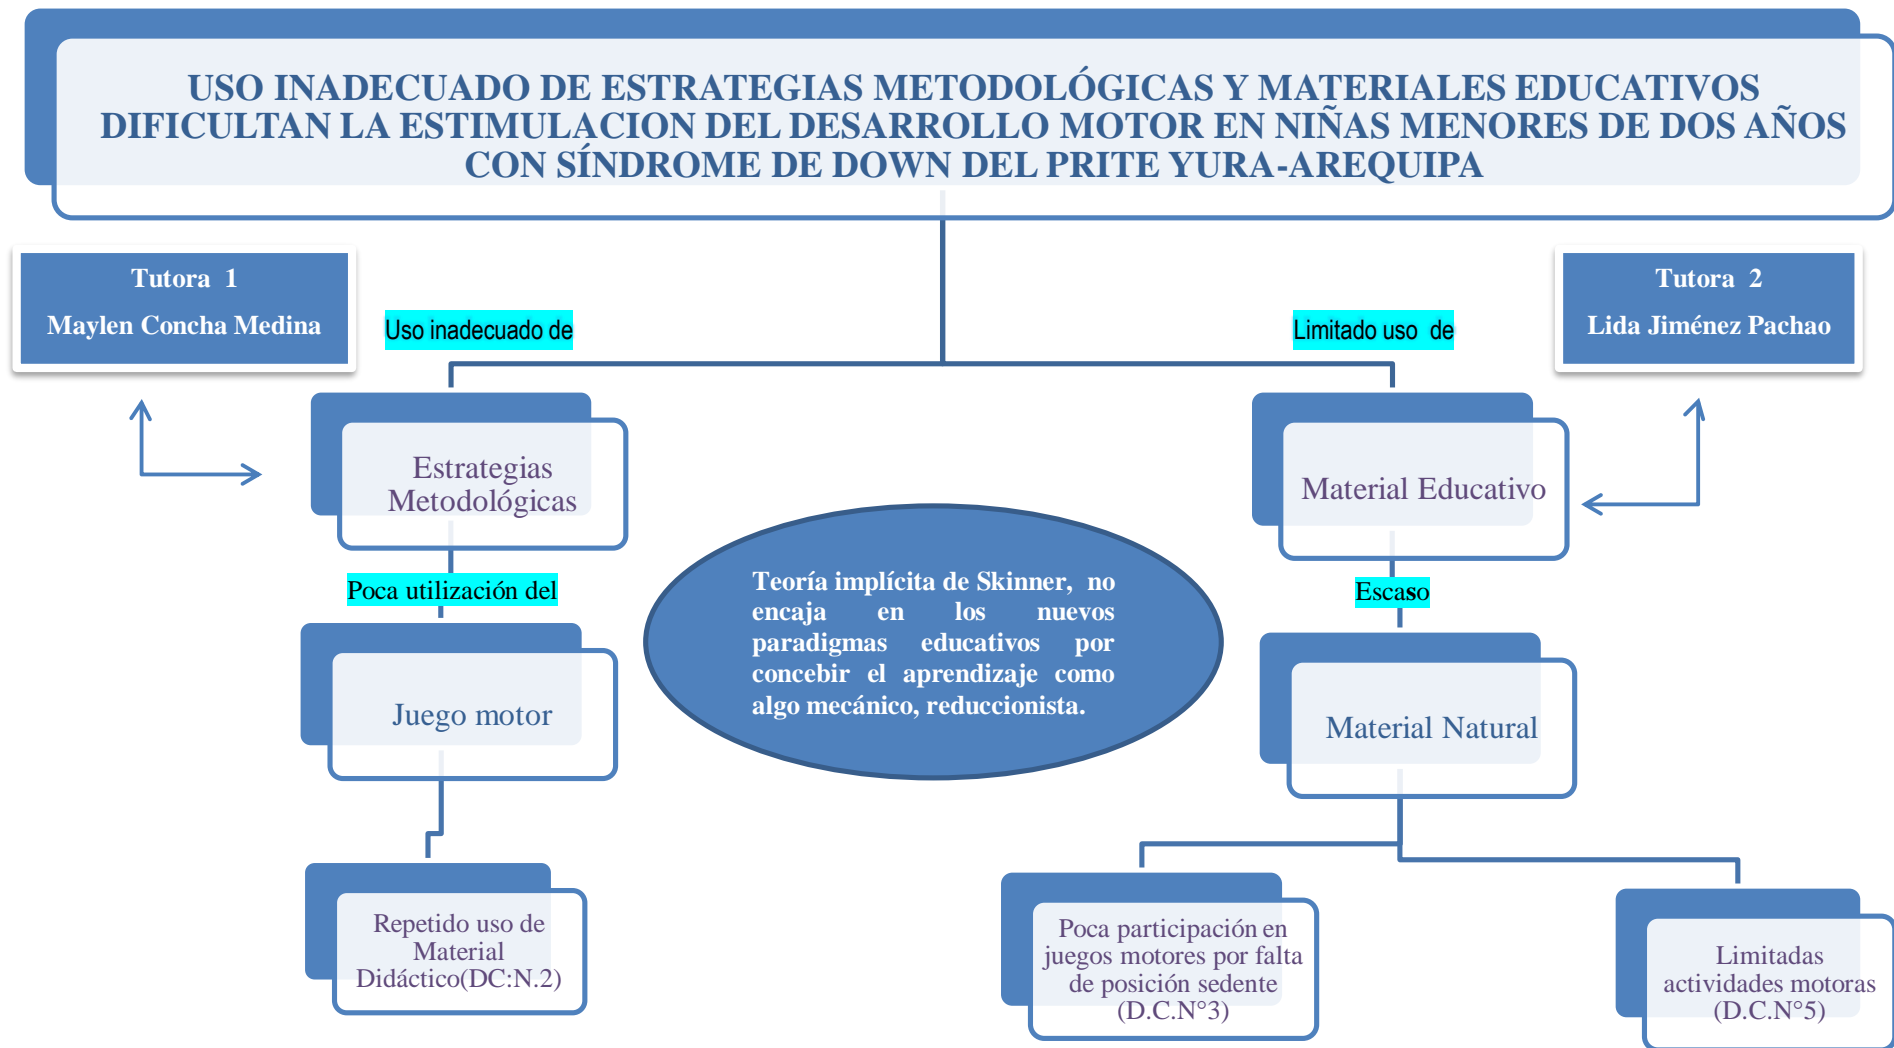 USO INADECUADO DE ESTRATEGIAS METODOLÓGICAS Y MATERIALES EDUCATIVOS
DIFICULTAN LA ESTIMULACION DEL DESARROLLO MOTOR EN NIÑAS MENORES DE DOS AÑOS
CON SÍNDROME DE DOWN DEL PRITE YURA-AREQUIPA
Tutora 1
Maylen Concha Medina
Tutora 2
Lida Jiménez Pachao
Uso inadecuado de
Limitado uso de
Estrategias
Metodológicas
Material Educativo
Poca utilización del
Escaso
Teoría implícita de Skinner, no
encaja en los nuevos
paradigmas educativos por
concebir el aprendizaje como
algo mecánico, reduccionista.
Juego motor
Material Natural
Repetido uso de
Material
Didáctico(DC:N.2)
Poca participación en
juegos motores por falta
de posición sedente
(D.C.N°3)
Limitadas
actividades motoras
(D.C.N°5)